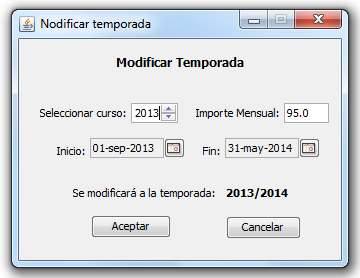 Nodificar temporada
Modificar Temporada
Seleccionar curso: 2013 Importe Mensual: 95.0
Inicio: 01-sep-2013 Fin: 31-may-2014
Se modificará a la temporada: 2013/2014
Aceptar Cancelar